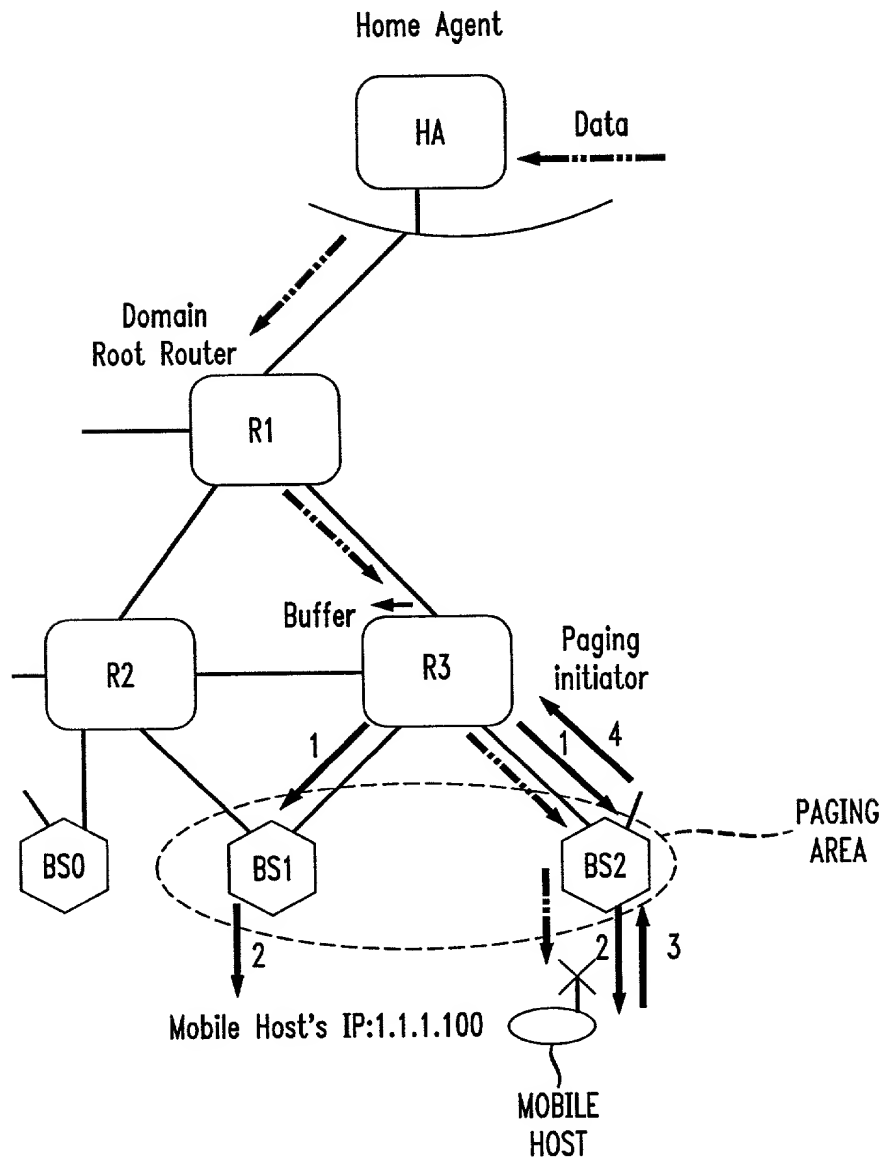 Home Agent
HA
Data
Domain
Root Router
R1
Buffer
R2
R3
Paging
initiator
1
1
4
PAGING
AREA
BS0
BS1
BS2
2
2
3
Mobile Host's IP:1.1.1.100
MOBILE
HOST